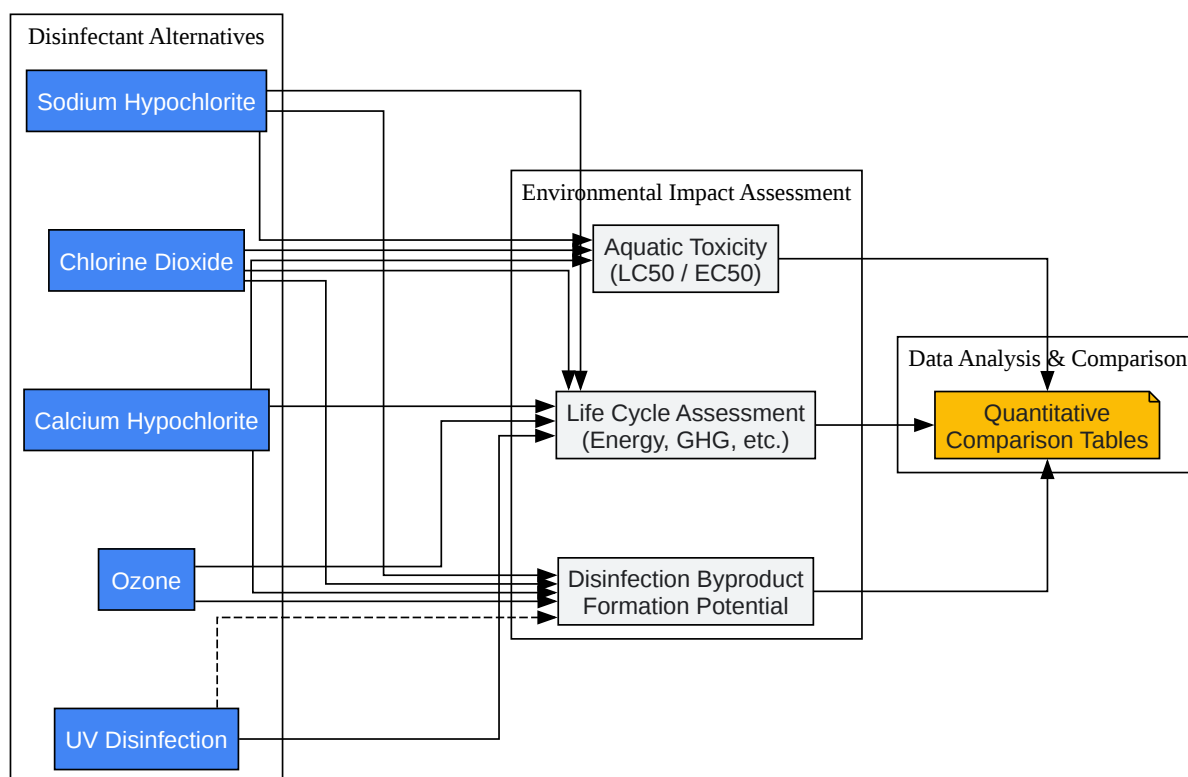 Disinfectant Alternatives
Sodium Hypochlorite
Chlorine Dioxide
Calcium Hypochlorite
Ozone
UV Disinfection
Environmental Impact Assessment
Aquatic Toxicity
(LC50 / EC50)
Life Cycle Assessment
(Energy, GHG, etc.)
Disinfection Byproduct
Formation Potential
Data Analysis & Comparison
Quantitative
Comparison Tables